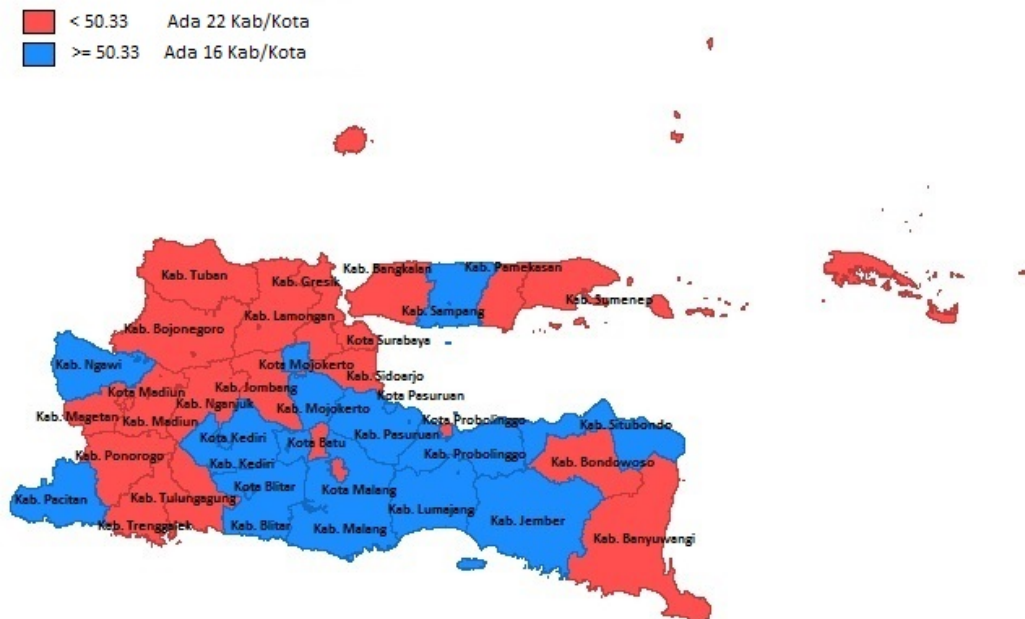 < 50.33 Ada 22 Kab/Kota
>= 50.33 Ada 16 Kab/Kota
Kab. Tuban
Kab. Gresik
Kab. Bangkalan
Kab. Pamekasan
Kab. Sumenep
Kab. Sampang
Kab. Lamongan
Kab. Bojonegoro
Kota Surabaya
Kab. Ngawi
Kota Mojokerto
Kab. Sidoarjo
Kota Madiun
Kab. Jombang
Kota Pasuruan
Kab. Nganjuk
Kab. Mojokerto
Kab. Magetan
Kab. Madiun
Kota Probolinggo
Kab. Situbondo
Kota Kediri
Kota Batu
Kab. Pasuruan
Kab. Ponorogo
Kab. Probolinggo
Kab. Kediri
Kab. Bondowoso
Kab. Pacitan
Kab. Tulungagung
Kota Blitar
Kota Malang
Kab. Lumajang
Kab. Jember
Kab. Trenggalek
Kab. Blitar
Kab. Malang
Kab. Banyuwangi